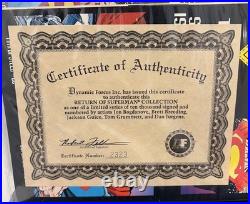 Certificate of Authenticity
Dynamic Forces Inc. has issued this certificate
to authenticate this
RETURN OF SUPERMAN COLLECTION
as one of a limited series of ten thousand signed and
numbered by artists Jon Bogdanove, Brett Breeding,
Jackson Guice, Tom Grummett, and Dan Jurgens.
Certificate Number: